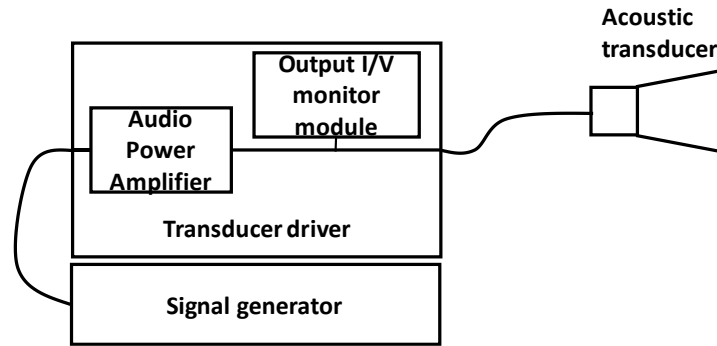 Acoustic
transducer
Output I/V
monitor
module
Audio
Power
Amplifier
Transducer driver
Signal generator